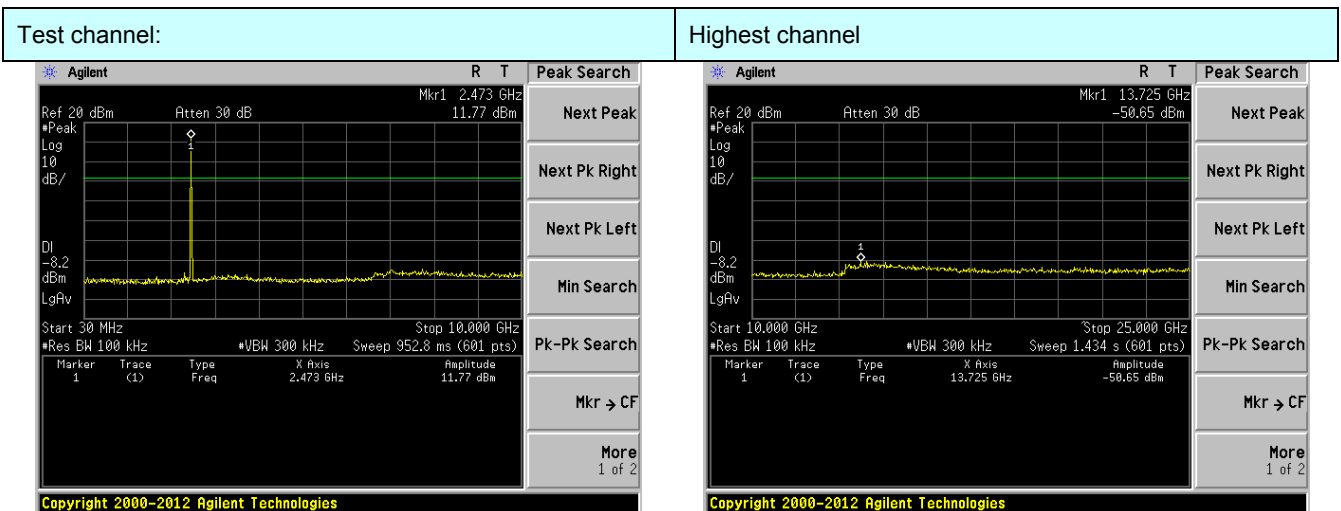 Test channel:
Highest channel
Agilent
R T
Peak Search
Mkr1 2.473 GHz
Ref 20 dBm Atten 30 dB 11.77 dBm
#Peak
Log
10
dB/
1
DI
-8.2
dBm
LgAv
Start 30 MHz Stop 10.000 GHz
#Res BW 100 kHz #VBW 300 kHz Sweep 952.8 ms (601 pts)
Marker Trace Type X Axis Amplitude
1 (1) Freq 2.473 GHz 11.77 dBm
Next Peak
Next Pk Right
Next Pk Left
Min Search
Pk-Pk Search
Mkr → CF
More
1 of 2
Copyright 2000-2012 Agilent Technologies
Agilent
R T
Peak Search
Mkr1 13.725 GHz
Ref 20 dBm Atten 30 dB -50.65 dBm
#Peak
Log
10
dB/
1
DI
-8.2
dBm
LgAv
Start 10.000 GHz Stop 25.000 GHz
#Res BW 100 kHz #VBW 300 kHz Sweep 1.434 s (601 pts)
Marker Trace Type X Axis Amplitude
1 (1) Freq 13.725 GHz -50.65 dBm
Next Peak
Next Pk Right
Next Pk Left
Min Search
Pk-Pk Search
Mkr → CF
More
1 of 2
Copyright 2000-2012 Agilent Technologies